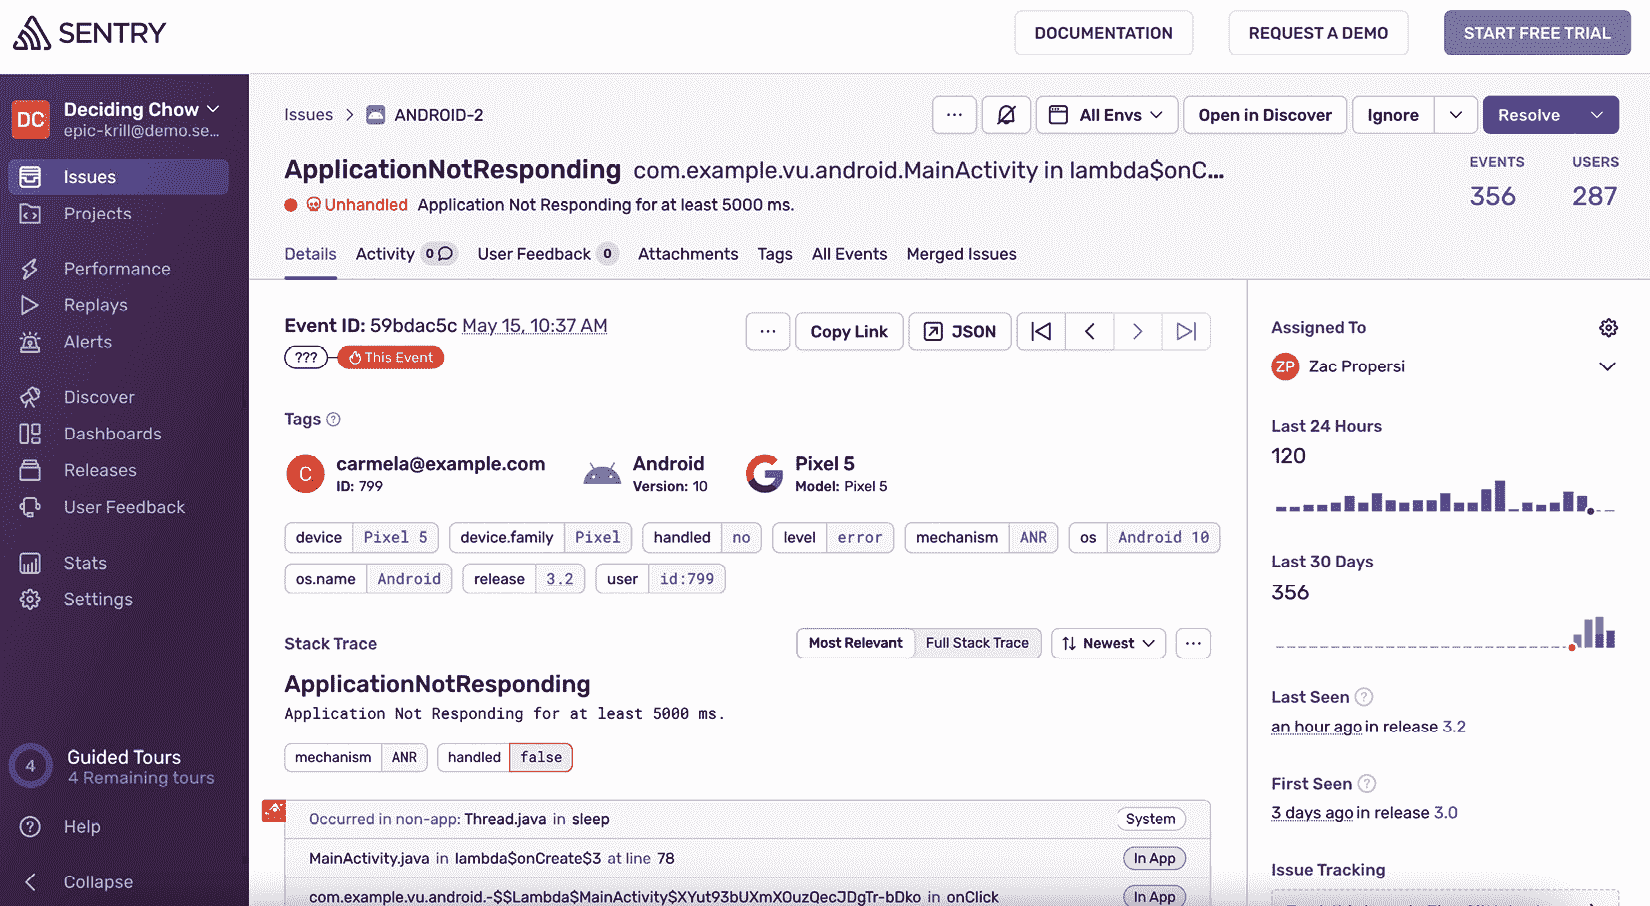 SENTRY
DOCUMENTATION
REQUEST A DEMO
START FREE TRIAL
DC
Deciding Chow
epic-krill@demo.se...
Issues
Projects
Performance
Replays
Alerts
Discover
Dashboards
Releases
User Feedback
Stats
Settings
4
Guided Tours
4 Remaining tours
Help
Collapse
Issues > ANDROID-2
... All Envs Open in Discover Ignore Resolve
ApplicationNotResponding com.example.vu.android.MainActivity in lambda$onC...
Unhandled Application Not Responding for at least 5000 ms.
EVENTS USERS
356 287
Details Activity 0 User Feedback 0 Attachments Tags All Events Merged Issues
Event ID: 59bdac5c May 15, 10:37 AM
??? This Event
... Copy Link JSON
Tags ?
C carmela@example.com
ID: 799
Android
Version: 10
Pixel 5
Model: Pixel 5
device Pixel 5 device.family Pixel handled no level error mechanism ANR os Android 10
os.name Android release 3.2 user id:799
Stack Trace Most Relevant Full Stack Trace Newest ...
ApplicationNotResponding
Application Not Responding for at least 5000 ms.
mechanism ANR handled false
Occurred in non-app: Thread.java in sleep System
MainActivity.java in lambda$onCreate$3 at line 78 In App
com.example.vu.android.-$$Lambda$MainActivity$XYut93bUXmXOuzQecJDgTr-bDko in onClick In App
Assigned To
ZP Zac Propersi
Last 24 Hours
120
Last 30 Days
356
Last Seen ?
an hour ago in release 3.2
First Seen ?
3 days ago in release 3.0
Issue Tracking